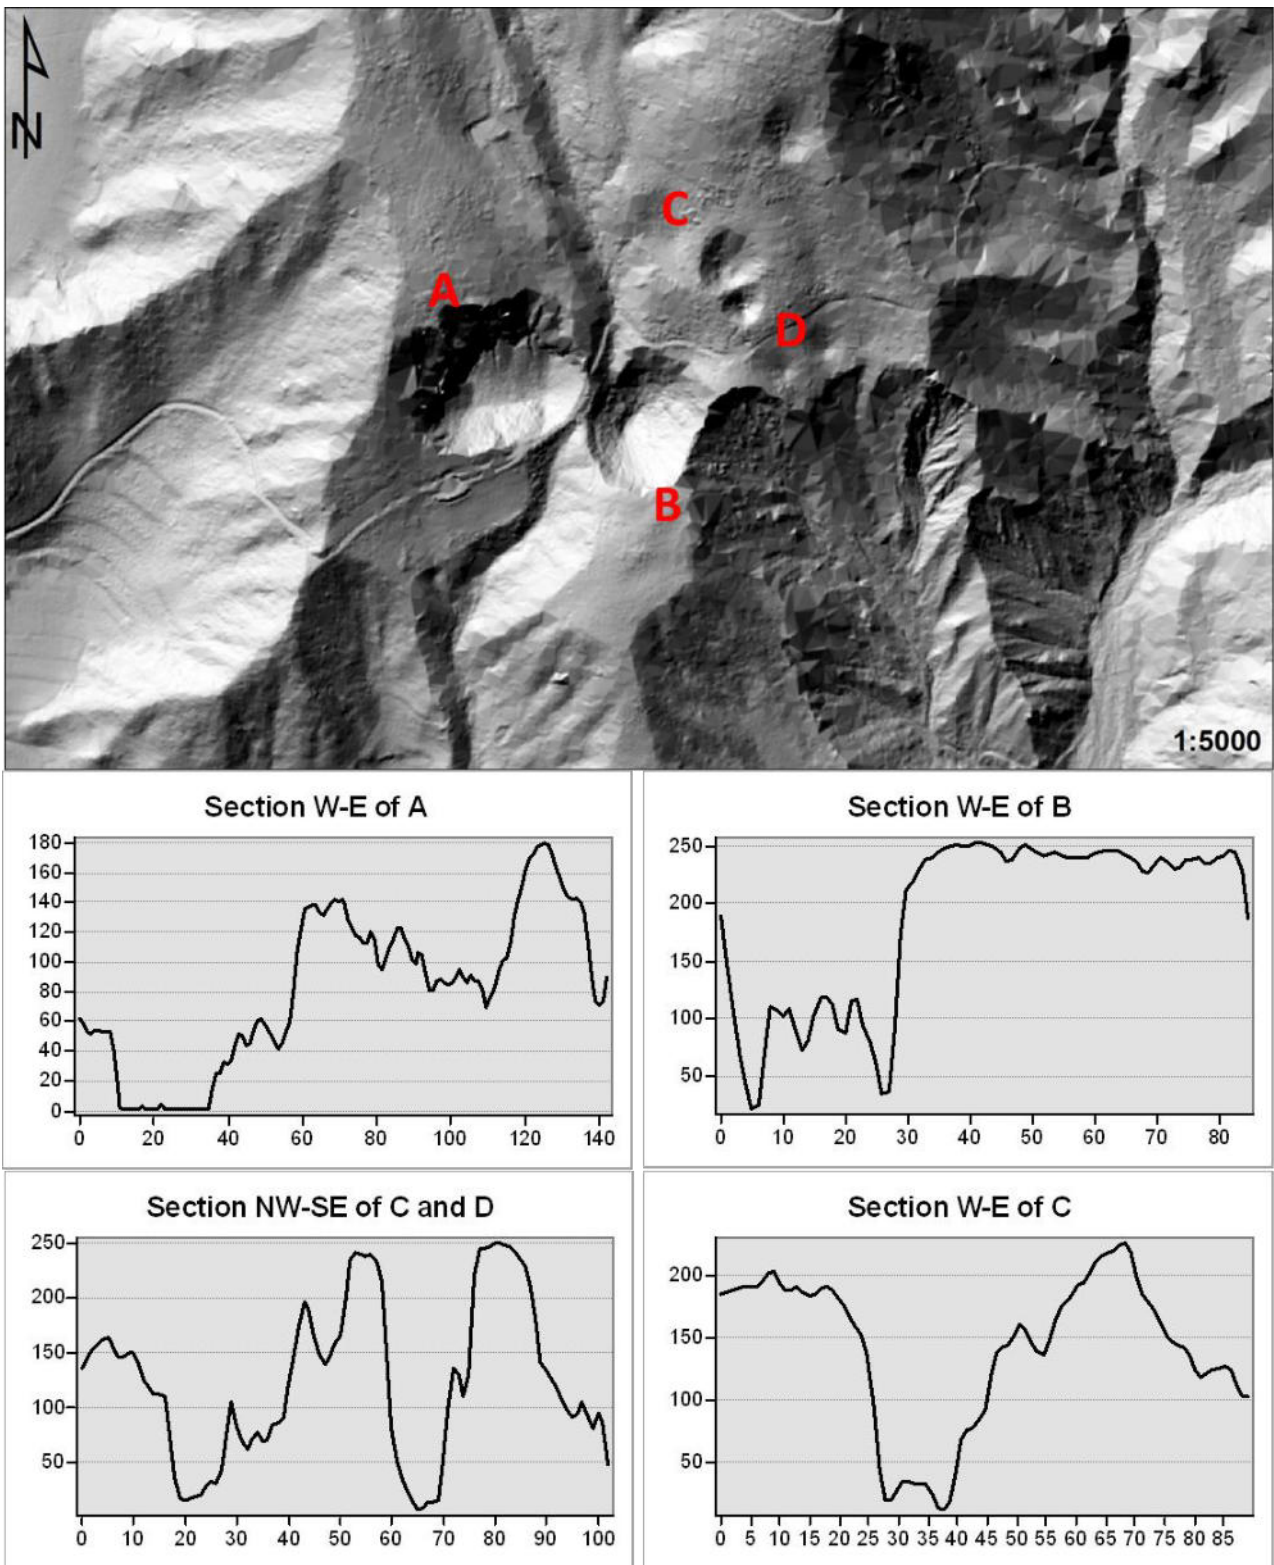 N
A
C
D
B
1:5000
Section W-E of A
180
160
140
120
100
80
60
40
20
0
0 20 40 60 80 100 120 140
Section W-E of B
250
200
150
100
50
0 10 20 30 40 50 60 70 80
Section NW-SE of C and D
250
200
150
100
50
0 10 20 30 40 50 60 70 80 90 100
Section W-E of C
200
150
100
50
0 5 10 15 20 25 30 35 40 45 50 55 60 65 70 75 80 85